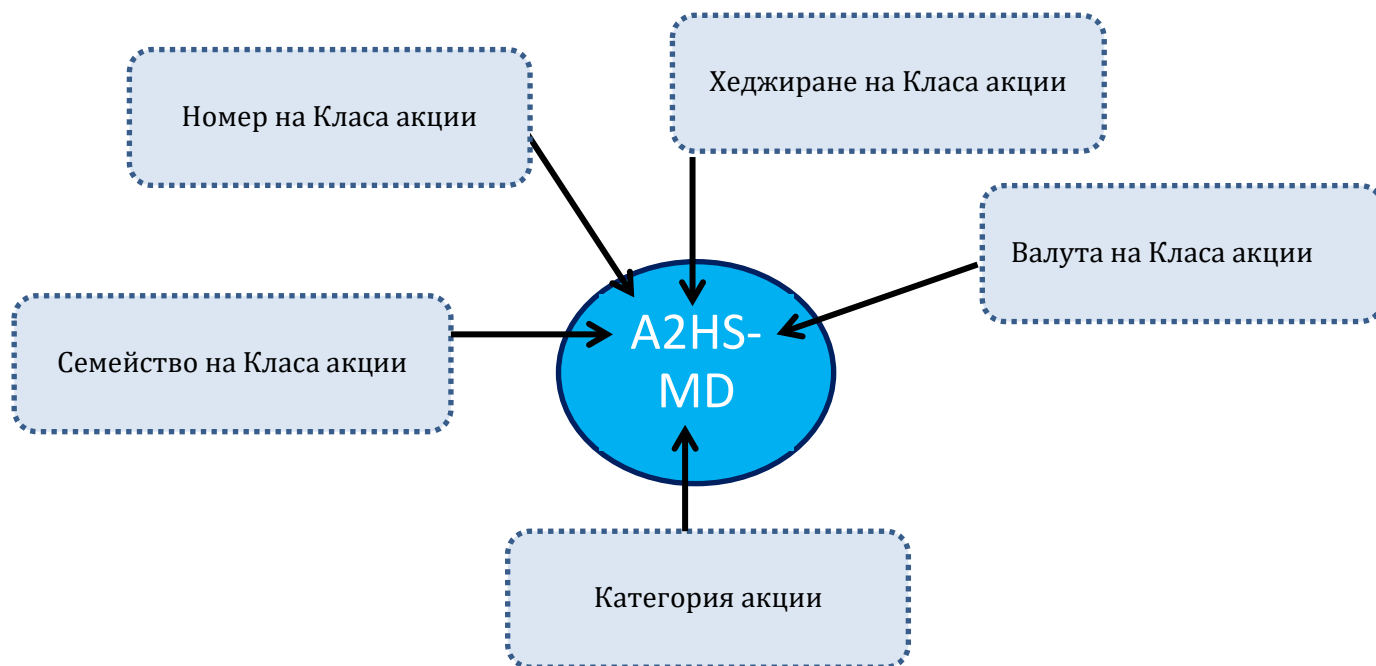 Хеджиране на Класа акции
Номер на Класа акции
Валута на Класа акции
Семейство на Класа акции
A2HS-
MD
Категория акции